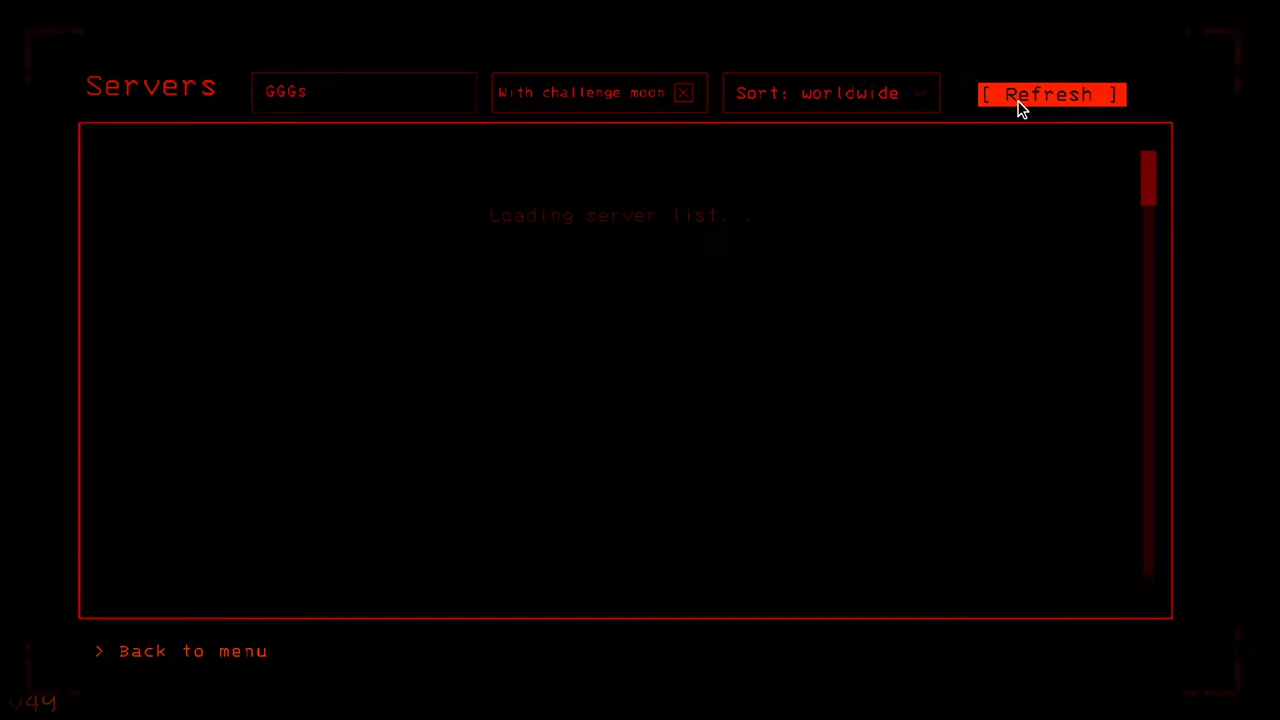 Servers
GGGs
With challenge moon
Sort: worldwide
[ Refresh ]
Loading server list...
> Back to menu
v49